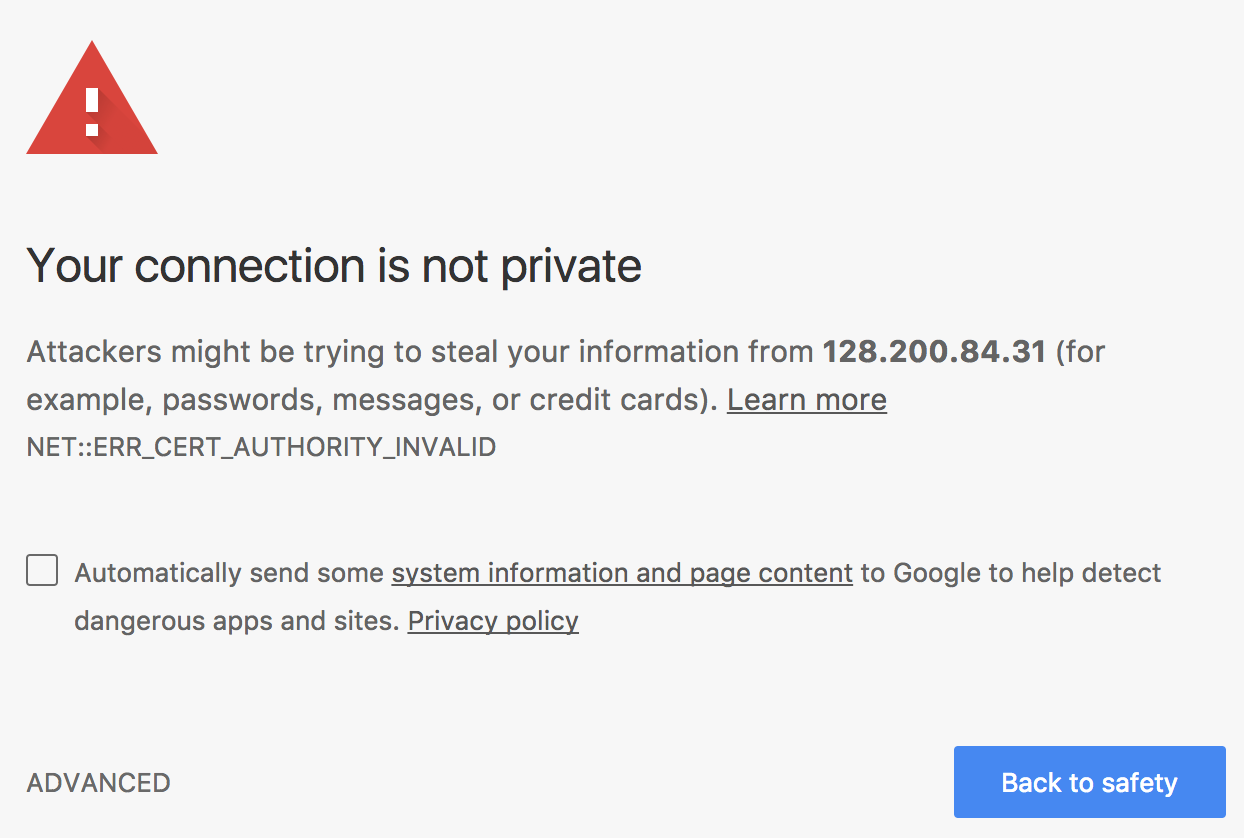 Your connection is not private
Attackers might be trying to steal your information from 128.200.84.31 (for
example, passwords, messages, or credit cards). Learn more
NET::ERR_CERT_AUTHORITY_INVALID
Automatically send some system information and page content to Google to help detect
dangerous apps and sites. Privacy policy
ADVANCED
Back to safety